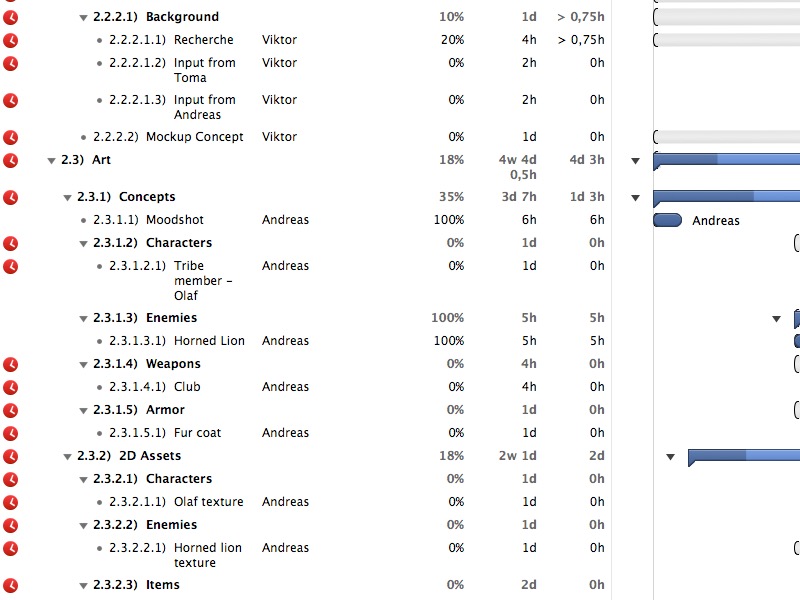 2.2.2.1) Background 10% 1d > 0,75h
2.2.2.1.1) Recherche Viktor 20% 4h > 0,75h
2.2.2.1.2) Input from Viktor 0% 2h 0h
Toma
2.2.2.1.3) Input from Viktor 0% 2h 0h
Andreas
2.2.2.2) Mockup Concept Viktor 0% 1d 0h
2.3) Art 18% 4w 4d 4d 3h
0,5h
2.3.1) Concepts 35% 3d 7h 1d 3h
2.3.1.1) Moodshot Andreas 100% 6h 6h Andreas
2.3.1.2) Characters 0% 1d 0h
2.3.1.2.1) Tribe Andreas 0% 1d 0h
member –
Olaf
2.3.1.3) Enemies 100% 5h 5h
2.3.1.3.1) Horned Lion Andreas 100% 5h 5h
2.3.1.4) Weapons 0% 4h 0h
2.3.1.4.1) Club Andreas 0% 4h 0h
2.3.1.5) Armor 0% 1d 0h
2.3.1.5.1) Fur coat Andreas 0% 1d 0h
2.3.2) 2D Assets 18% 2w 1d 2d
2.3.2.1) Characters 0% 1d 0h
2.3.2.1.1) Olaf texture Andreas 0% 1d 0h
2.3.2.2) Enemies 0% 1d 0h
2.3.2.2.1) Horned lion Andreas 0% 1d 0h
texture
2.3.2.3) Items 0% 2d 0h